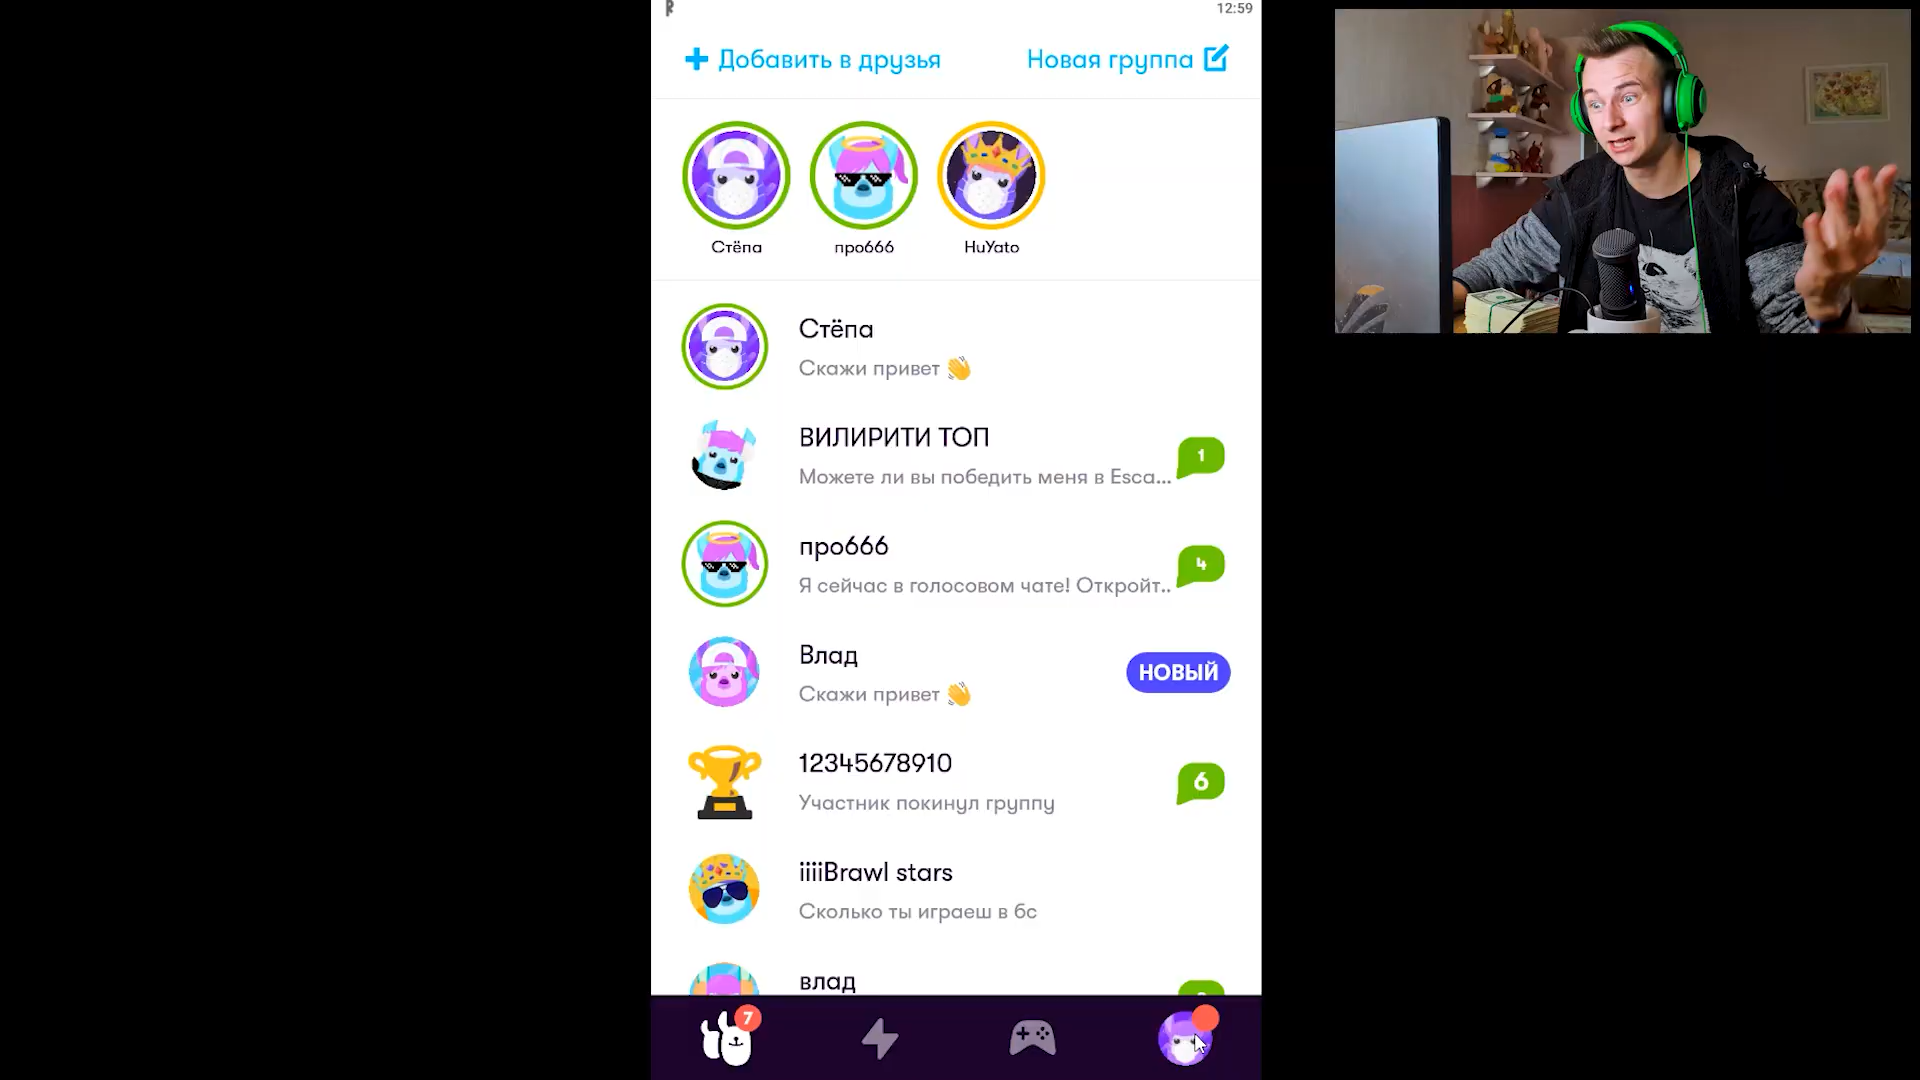 12:59
Добавить в друзья
Новая группа
Стёпа
про666
HuYato
Стёпа
Скажи привет 👋
ВИЛИРИТИ ТОП
Можете ли вы победить меня в Esca...
1
про666
Я сейчас в голосовом чате! Откройт..
4
Влад
Скажи привет 👋
НОВЫЙ
12345678910
Участник покинул группу
6
iiiiBrawl stars
Сколько ты играеш в бс
влад
7